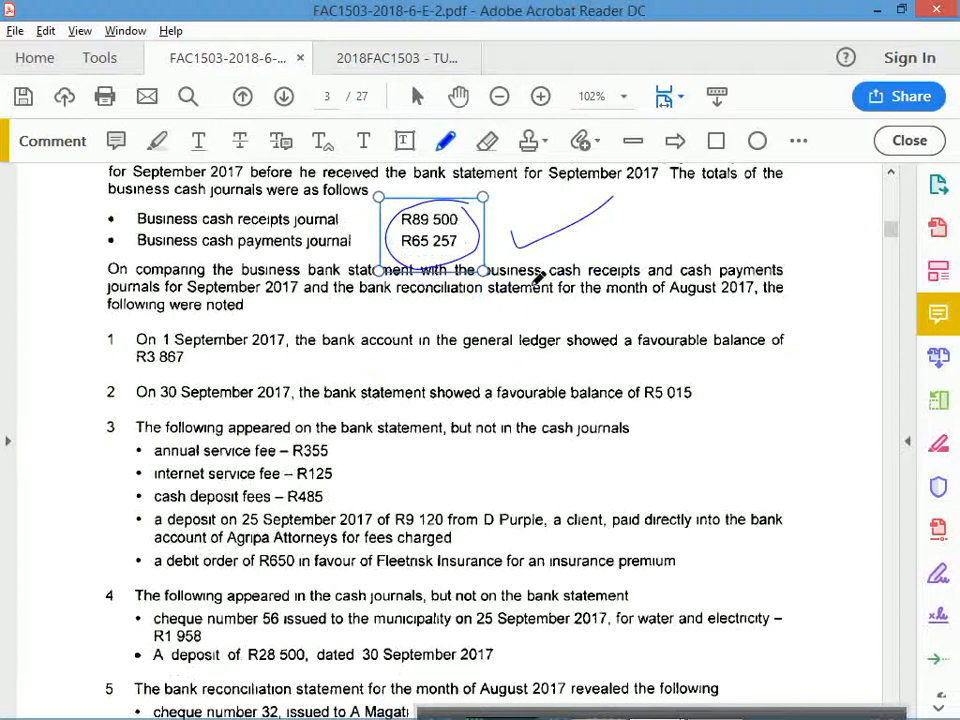 FAC1503-2018-6-E-2.pdf - Adobe Acrobat Reader DC
File Edit View Window Help
Home Tools FAC1503-2018-6-... × 2018FAC1503 - TU... Sign In
3 / 27 102% Share
Comment Close
for September 2017 before he received the bank statement for September 2017 The totals of the
business cash journals were as follows
• Business cash receipts journal R89 500
• Business cash payments journal R65 257
On comparing the business bank statement with the business cash receipts and cash payments
journals for September 2017 and the bank reconciliation statement for the month of August 2017, the
following were noted
1 On 1 September 2017, the bank account in the general ledger showed a favourable balance of
R3 867
2 On 30 September 2017, the bank statement showed a favourable balance of R5 015
3 The following appeared on the bank statement, but not in the cash journals
• annual service fee – R355
• internet service fee – R125
• cash deposit fees – R485
• a deposit on 25 September 2017 of R9 120 from D Purple, a client, paid directly into the bank
account of Agripa Attorneys for fees charged
• a debit order of R650 in favour of Fleetrisk Insurance for an insurance premium
4 The following appeared in the cash journals, but not on the bank statement
• cheque number 56 issued to the municipality on 25 September 2017, for water and electricity –
R1 958
• A deposit of R28 500, dated 30 September 2017
5 The bank reconciliation statement for the month of August 2017 revealed the following
• cheque number 32, issued to A Magati